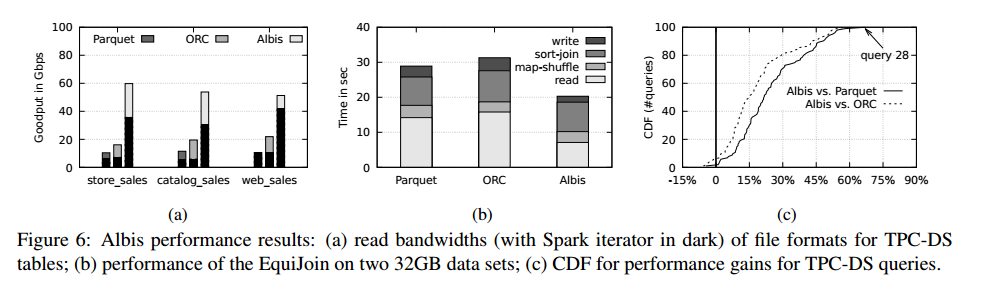 100
80
60
40
20
0
Goodput in Gbps
Parquet ORC Albis
store_sales catalog_sales web_sales
(a)
40
30
20
10
0
Time in sec
write
sort-join
map-shuffle
read
Parquet ORC Albis
(b)
100
80
60
40
20
0
CDF (#queries)
query 28
Albis vs. Parquet
Albis vs. ORC
-15% 0 15% 30% 45% 60% 75% 90%
(c)
Figure 6: Albis performance results: (a) read bandwidths (with Spark iterator in dark) of file formats for TPC-DS
tables; (b) performance of the EquiJoin on two 32GB data sets; (c) CDF for performance gains for TPC-DS queries.